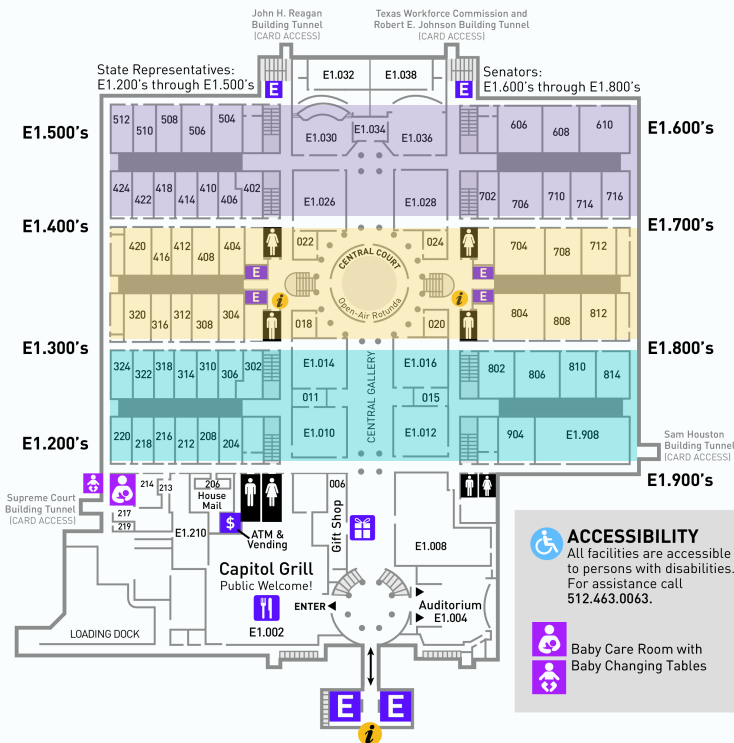 John H. Reagan
Building Tunnel
(CARD ACCESS)
Texas Workforce Commission and
Robert E. Johnson Building Tunnel
(CARD ACCESS)
State Representatives:
E1.200's through E1.500's
Senators:
E1.600's through E1.800's
E
E1.032
E1.038
E
E1.500's
512
510
508
506
504
E1.030
E1.034
E1.036
606
608
610
E1.600's
424
422
418
414
410
406
402
E1.026
E1.028
702
706
710
714
716
E1.400's
E1.700's
420
416
412
408
404
022
024
704
708
712
CENTRAL COURT
Open-Air Rotunda
E
E
E
E
i
i
320
316
312
308
304
018
020
804
808
812
E1.300's
E1.800's
324
322
318
314
310
306
302
E1.014
E1.016
802
806
810
814
011
015
CENTRAL GALLERY
E1.200's
220
218
216
212
208
204
E1.010
E1.012
904
E1.908
Sam Houston
Building Tunnel
(CARD ACCESS)
E1.900's
Supreme Court
Building Tunnel
(CARD ACCESS)
214
213
217
219
206
House
Mail
E1.210
$
ATM &
Vending
006
Gift Shop
E1.008
Capitol Grill
Public Welcome!
E1.002
ENTER
Auditorium
E1.004
LOADING DOCK
E
E
i
ACCESSIBILITY
All facilities are accessible
to persons with disabilities.
For assistance call
512.463.0063.
Baby Care Room with
Baby Changing Tables